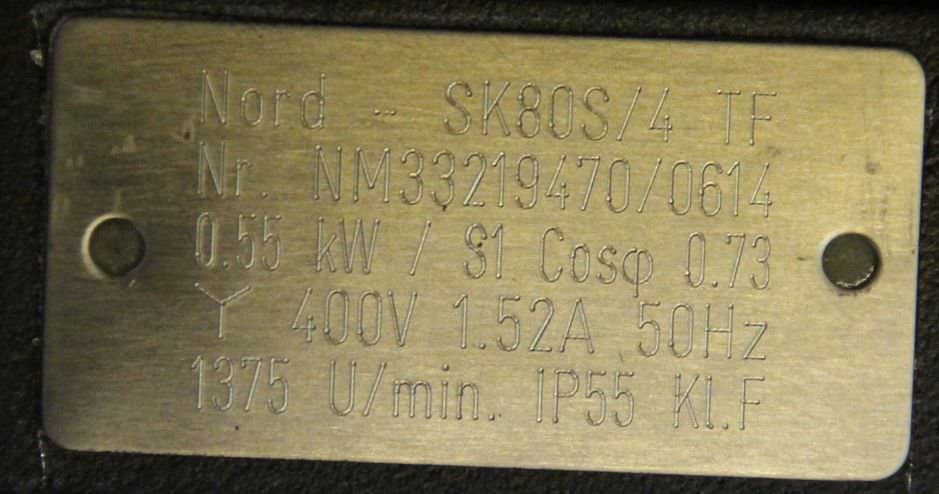 Nord - SK80S/4 TF
Nr. NM33219470/0614
0.55 kW / S1 Cosφ 0.73
Y 400V 1.52A 50Hz
1375 U/min. IP55 Kl.F